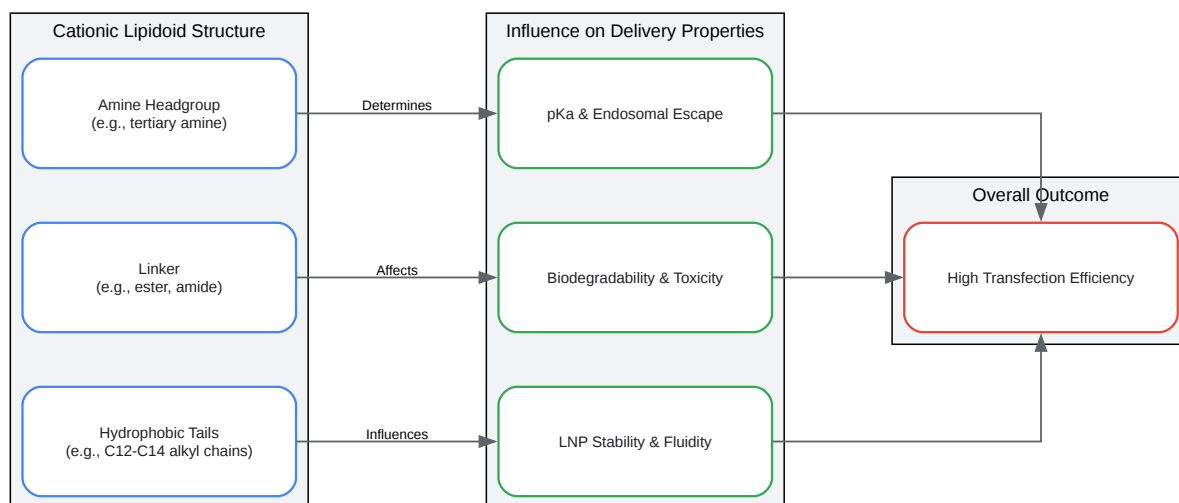 Cationic Lipidoid Structure
Influence on Delivery Properties
Amine Headgroup
(e.g., tertiary amine)
Determines
pKa & Endosomal Escape
Overall Outcome
Linker
(e.g., ester, amide)
Affects
Biodegradability & Toxicity
High Transfection Efficiency
Hydrophobic Tails
(e.g., C12-C14 alkyl chains)
Influences
LNP Stability & Fluidity